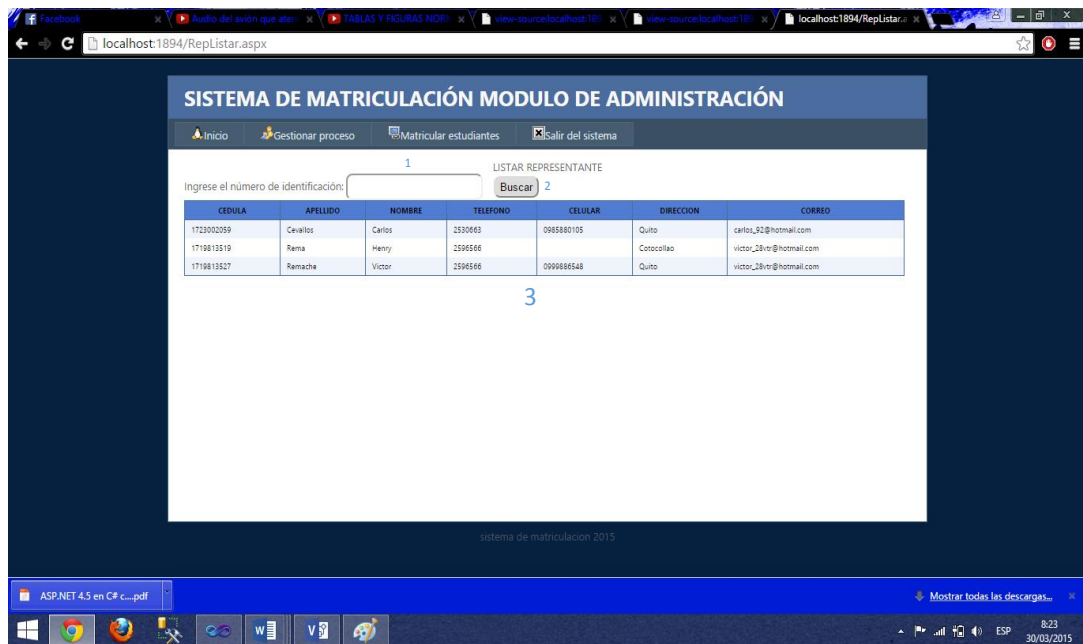 Facebook
Audio del avión que ater
TABLAS Y FIGURAS NOR
view-source:localhost:18
view-source:localhost:18
localhost:1894/RepListar.a
localhost:1894/RepListar.aspx
SISTEMA DE MATRICULACIÓN MODULO DE ADMINISTRACIÓN
Inicio Gestionar proceso Matricular estudiantes Salir del sistema
1
LISTAR REPRESENTANTE
Ingrese el número de identificación: Buscar 2
CEDULA APELLIDO NOMBRE TELEFONO CELULAR DIRECCION CORREO
1723002059 Cevallos Carlos 2530663 0985880105 Quito carlos_92@hotmail.com
1719813519 Rema Henry 2596566 Cotocollao victor_28vtr@hotmail.com
1719813527 Remache Victor 2596566 0999886548 Quito victor_28vtr@hotmail.com
3
sistema de matriculacion 2015
ASP.NET 4.5 en C# c....pdf
Mostrar todas las descargas...
ESP
8:23
30/03/2015